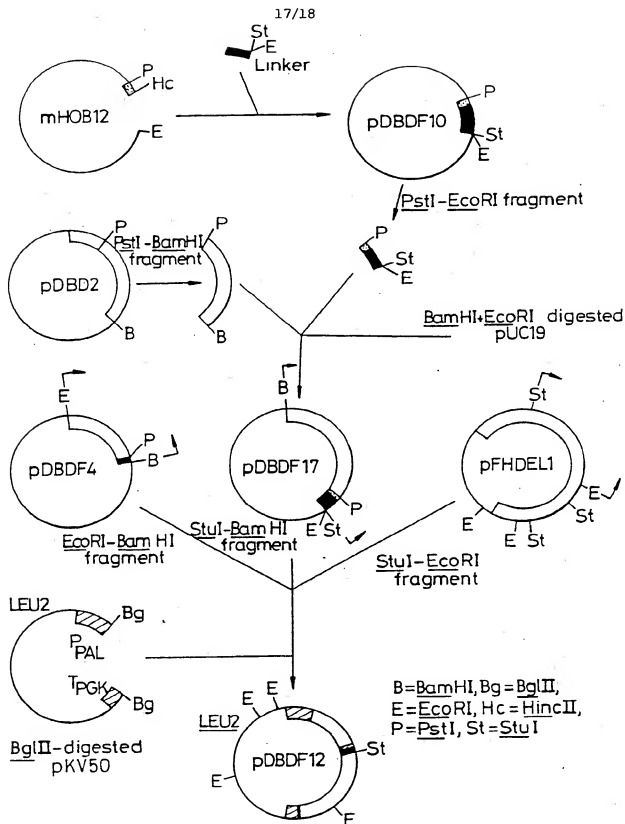 17/18
St
E
Linker
P
Hc
mHOB12
E
P
pDBDF10
St
E
PstI-EcoRI fragment
P
St
E
P
PstI-BamHI
fragment
P
pDBD2
B
B
BamHI+EcoRI digested
pUC19
E
P
B
pDBDF4
B
pDBDF17
P
E St
St
pFHDEL1
E
St
E
E St
EcoRI-Bam HI
fragment
StuI-Bam HI
fragment
StuI-EcoRI
fragment
LEU2
Bg
PPAL
TPGK
Bg
BglII-digested
pKV50
E
E
LEU2
St
pDBDF12
E
E
B=BamHI, Bg=BglII,
E=EcoRI, Hc=HincII,
P=PstI, St=StuI